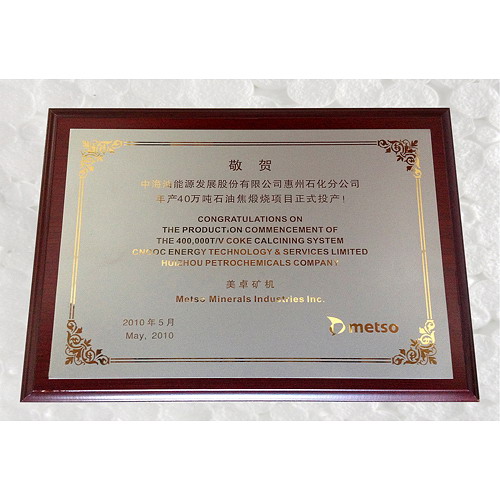 敬贺
中海油能源发展股份有限公司惠州石化分公司
年产40万吨石油焦煅烧项目正式投产！
CONGRATULATIONS ON
THE PRODUCTION COMMENCEMENT OF
THE 400,000T/V COKE CALCINING SYSTEM
CNOOC ENERGY TECHNOLOGY & SERVICES LIMITED
HUIZHOU PETROCHEMICALS COMPANY
美卓矿机
Metso Minerals Industries Inc.
2010年5月
May, 2010
metso